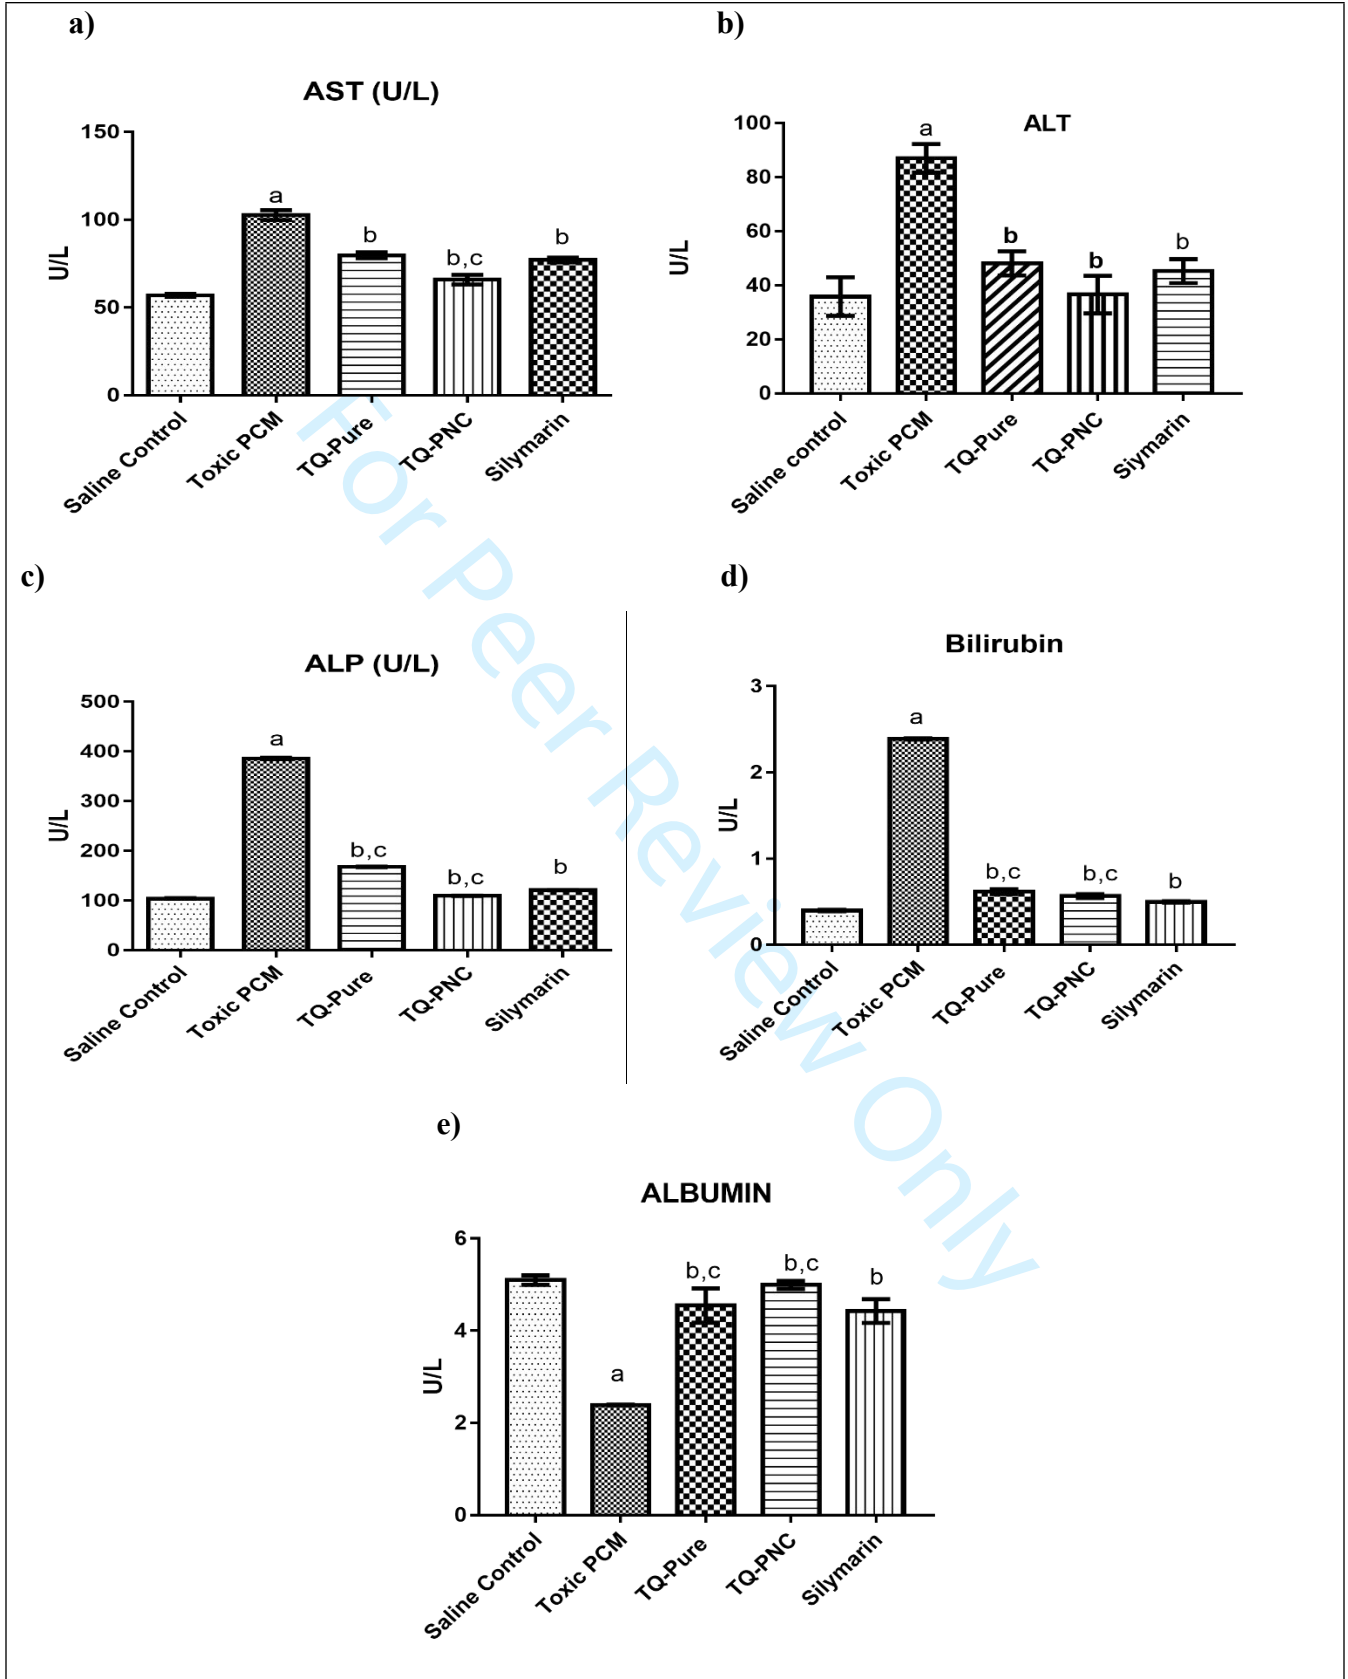 a)
AST (U/L)
150
100
50
0
U/L
a
b
b,c
b
Saline Control
Toxic PCM
TQ-Pure
TQ-PNC
Silymarin
b)
ALT
100
80
60
40
20
0
U/L
a
b
b
b
Saline control
Toxic PCM
TQ-Pure
TQ-PNC
Siymarin
c)
ALP (U/L)
500
400
300
200
100
0
U/L
a
b,c
b,c
b
Saline Control
Toxic PCM
TQ-Pure
TQ-PNC
Silymarin
d)
Bilirubin
3
2
1
0
U/L
a
b,c
b,c
b
Saline Control
Toxic PCM
TQ-Pure
TQ-PNC
Silymarin
e)
ALBUMIN
6
4
2
0
U/L
a
b,c
b,c
b
Saline Control
Toxic PCM
TQ-Pure
TQ-PNC
Silymarin
For Peer Review Only